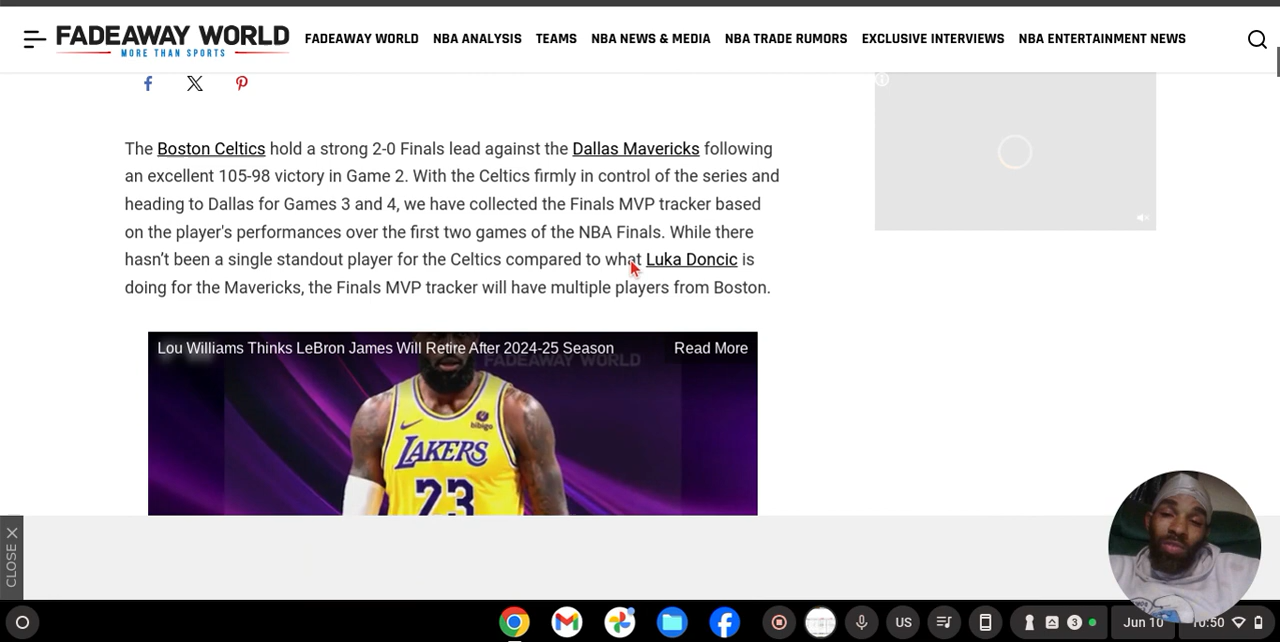 FADEAWAY WORLD
MORE THAN SPORTS
FADEAWAY WORLD NBA ANALYSIS TEAMS NBA NEWS & MEDIA NBA TRADE RUMORS EXCLUSIVE INTERVIEWS NBA ENTERTAINMENT NEWS
The Boston Celtics hold a strong 2-0 Finals lead against the Dallas Mavericks following
an excellent 105-98 victory in Game 2. With the Celtics firmly in control of the series and
heading to Dallas for Games 3 and 4, we have collected the Finals MVP tracker based
on the player's performances over the first two games of the NBA Finals. While there
hasn't been a single standout player for the Celtics compared to what Luka Doncic is
doing for the Mavericks, the Finals MVP tracker will have multiple players from Boston.
Lou Williams Thinks LeBron James Will Retire After 2024-25 Season Read More
FADEAWAY WORLD
bibigo
LAKERS
23
CLOSE X
US 3 Jun 10 10:50